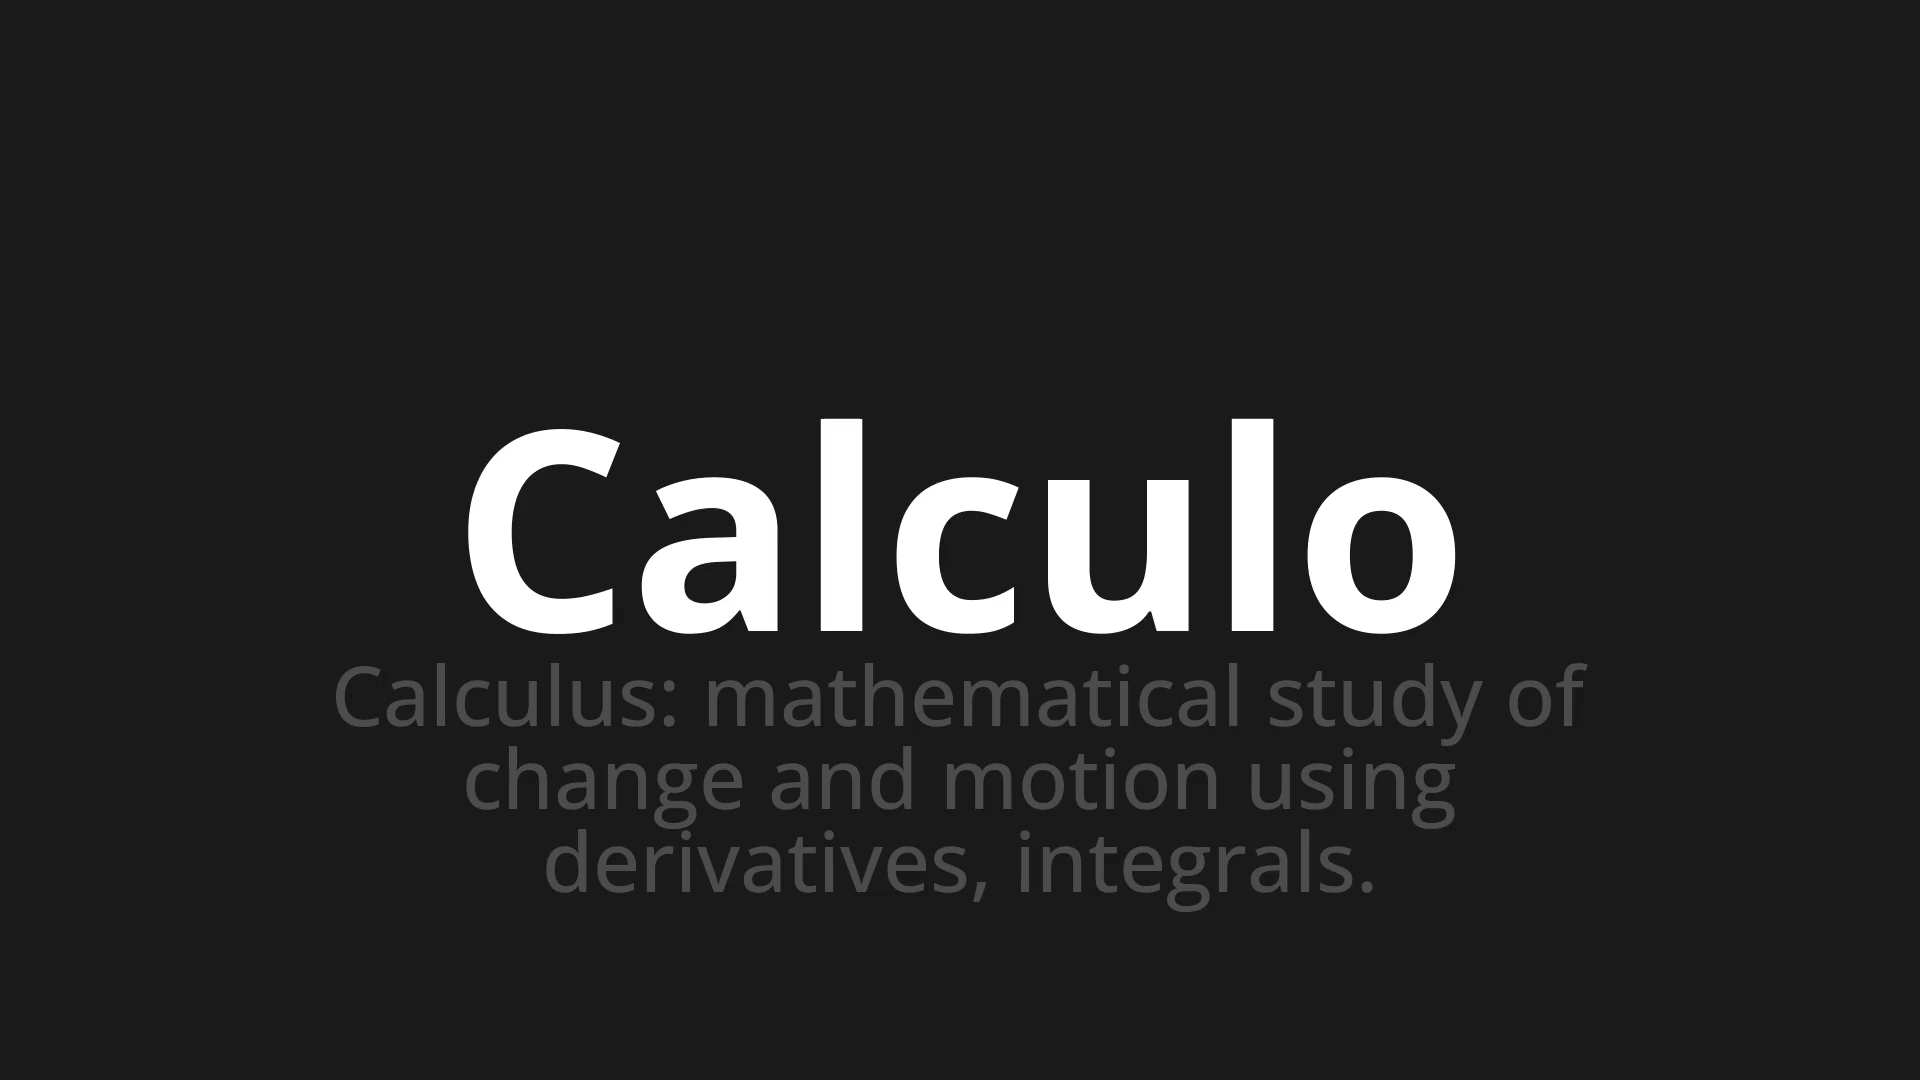 Calculo
Calculus: mathematical study of
change and motion using
derivatives, integrals.